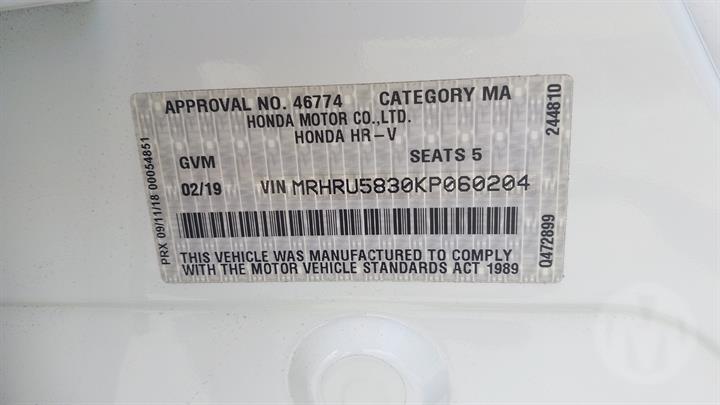 APPROVAL NO. 46774 CATEGORY MA
HONDA MOTOR CO.,LTD.
HONDA HR-V
GVM SEATS 5
02/19 VIN MRHRU5830KP060204
THIS VEHICLE WAS MANUFACTURED TO COMPLY
WITH THE MOTOR VEHICLE STANDARDS ACT 1989
PRX 09/11/18 00054851
244810
Q472899
M